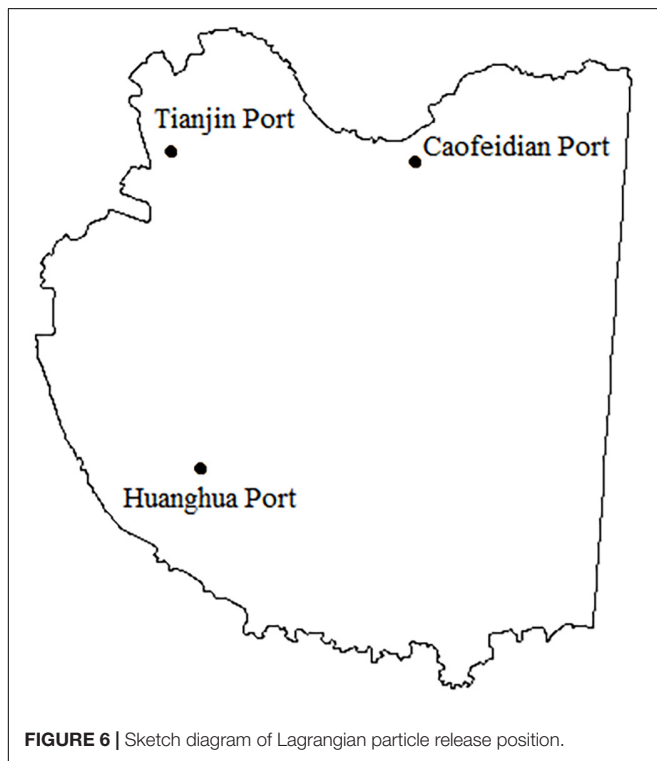 Tianjin Port
Caofeidian Port
Huanghua Port
FIGURE 6 | Sketch diagram of Lagrangian particle release position.